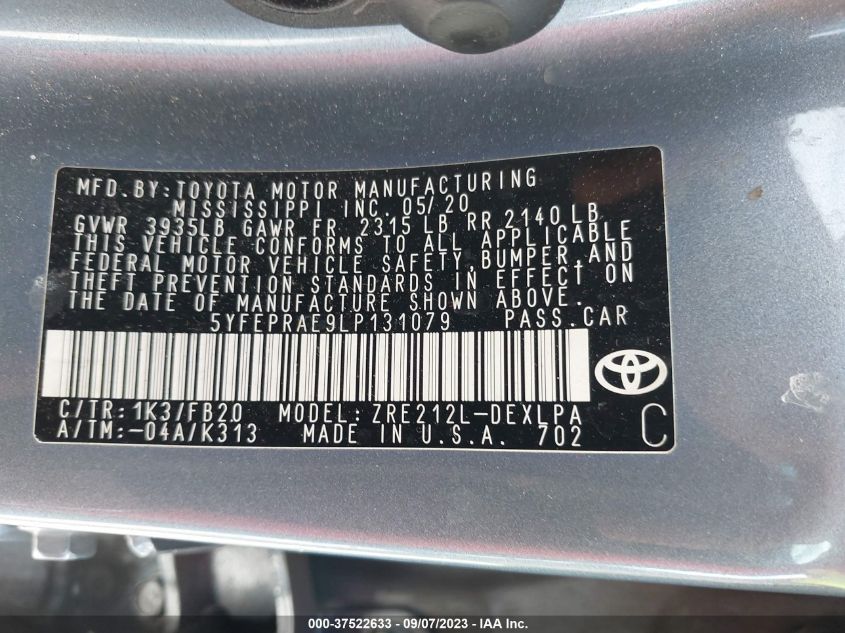 MFD.BY:TOYOTA MOTOR MANUFACTURING
MISSISSIPPI INC. 05/20
GVWR 3935LB GAWR FR. 2315 LB RR 2140 LB
THIS VEHICLE CONFORMS TO ALL APPLICABLE
FEDERAL MOTOR VEHICLE SAFETY, BUMPER, AND
THEFT PREVENTION STANDARDS IN EFFECT ON
THE DATE OF MANUFACTURE SHOWN ABOVE.
5YFEPRAE9LP131079 PASS.CAR
C/TR: 1K3/FB20 MODEL: ZRE212L-DEXLPA
A/TM:-04A/K313 MADE IN U.S.A. 702 C
000-37522633 - 09/07/2023 - IAA Inc.